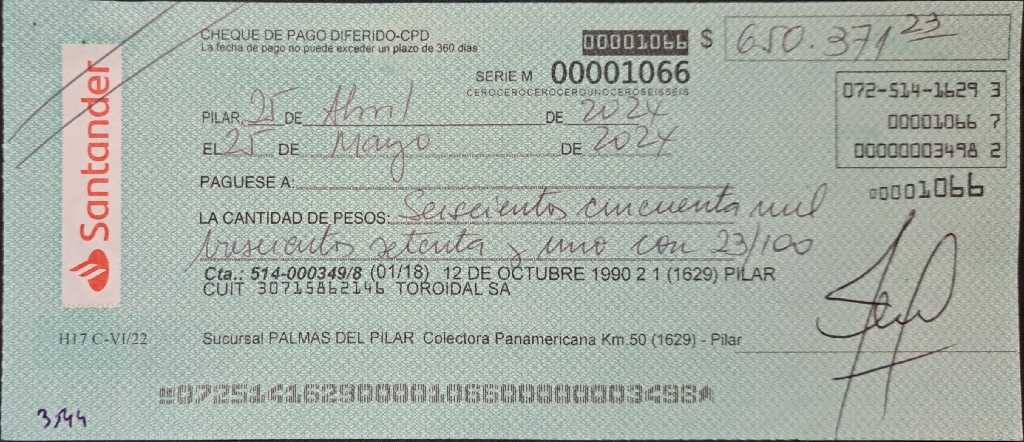 CHEQUE DE PAGO DIFERIDO-CPD
La fecha de pago no puede exceder un plazo de 360 días
00001066 $ 650.371 23
SERIE M 00001066
CEROCEROCEROCEROUNOCEROSEISSEIS
072-514-1629 3
00001066 7
00000003498 2
PILAR, 25 DE Abril DE 2024
EL 25 DE Mayo DE 2024
PAGUESE A:
00001066
LA CANTIDAD DE PESOS: Seiscientos cincuenta mil
trescientos setenta y uno con 23/100
Cta.: 514-000349/8 (01/18) 12 DE OCTUBRE 1990 2 1 (1629) PILAR
CUIT 30715862146 TOROIDAL SA
Santander
H17 C-VI/22
Sucursal PALMAS DEL PILAR Colectora Panamericana Km.50 (1629) - Pilar
07251416290000106600000003498
3544